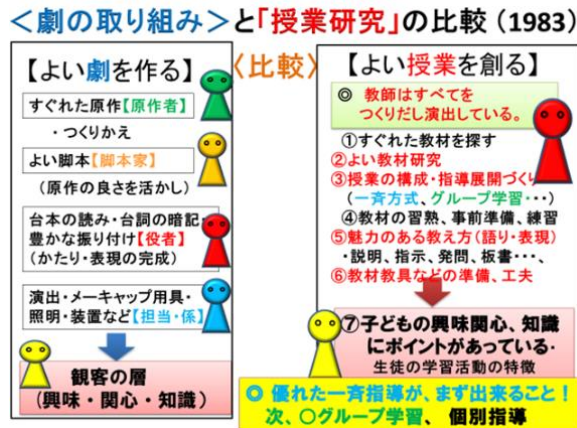 <劇の取り組み>と「授業研究」の比較(1983)
【よい劇を作る】
〈比較〉
【よい授業を創る】
すぐれた原作【原作者】
・つくりかえ
よい脚本【脚本家】
(原作の良さを活かし)
台本の読み・台詞の暗記・
豊かな振り付け【役者】
(かたり・表現の完成)
演出・メーキャップ用具・
照明・装置など【担当・係】
観客の層
(興味・関心・知識)
◎ 教師はすべてを
つくりだし演出している。
①すぐれた教材を探す
②よい教材研究
③授業の構成・指導展開づくり
(一斉方式、グループ学習・・・)
④教材の習熟、事前準備、練習
⑤魅力のある教え方(語り・表現)
・説明、指示、発問、板書・・・、
⑥教材教具などの準備、工夫
⑦子どもの興味関心、知識
にポイントがあっている・
生徒の学習活動の特徴
◎ 優れた一斉指導が、まず出来ること!
次、○グループ学習、 個別指導